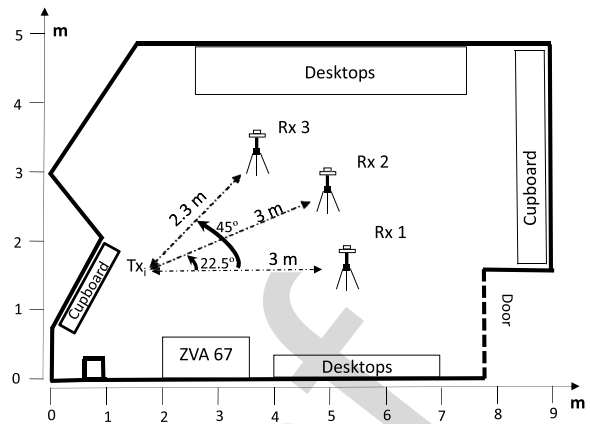 5 m
Desktops
4
Rx 3
3
Rx 2
Cupboard
2.3 m
45°
3 m
2
Rx 1
Txi
22.5°
3 m
Cupboard
1
Door
ZVA 67
Desktops
0
0 1 2 3 4 5 6 7 8 9
m